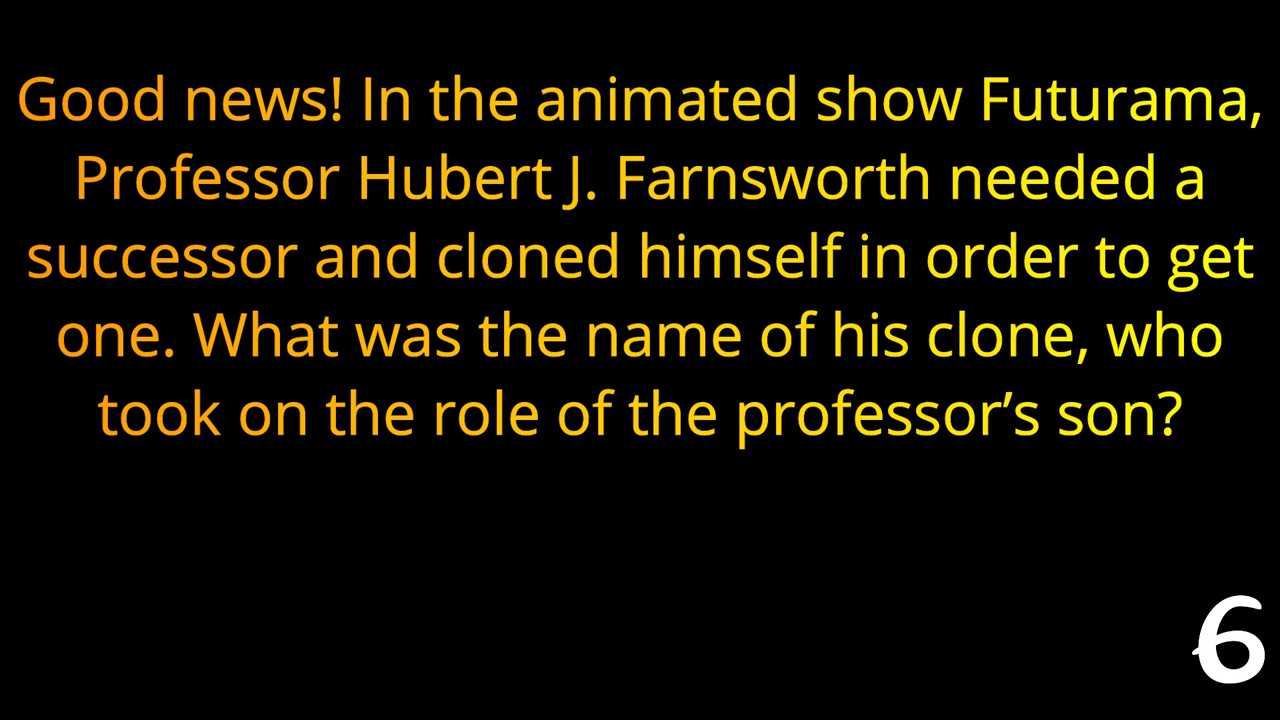 Good news! In the animated show Futurama,
Professor Hubert J. Farnsworth needed a
successor and cloned himself in order to get
one. What was the name of his clone, who
took on the role of the professor’s son?
6